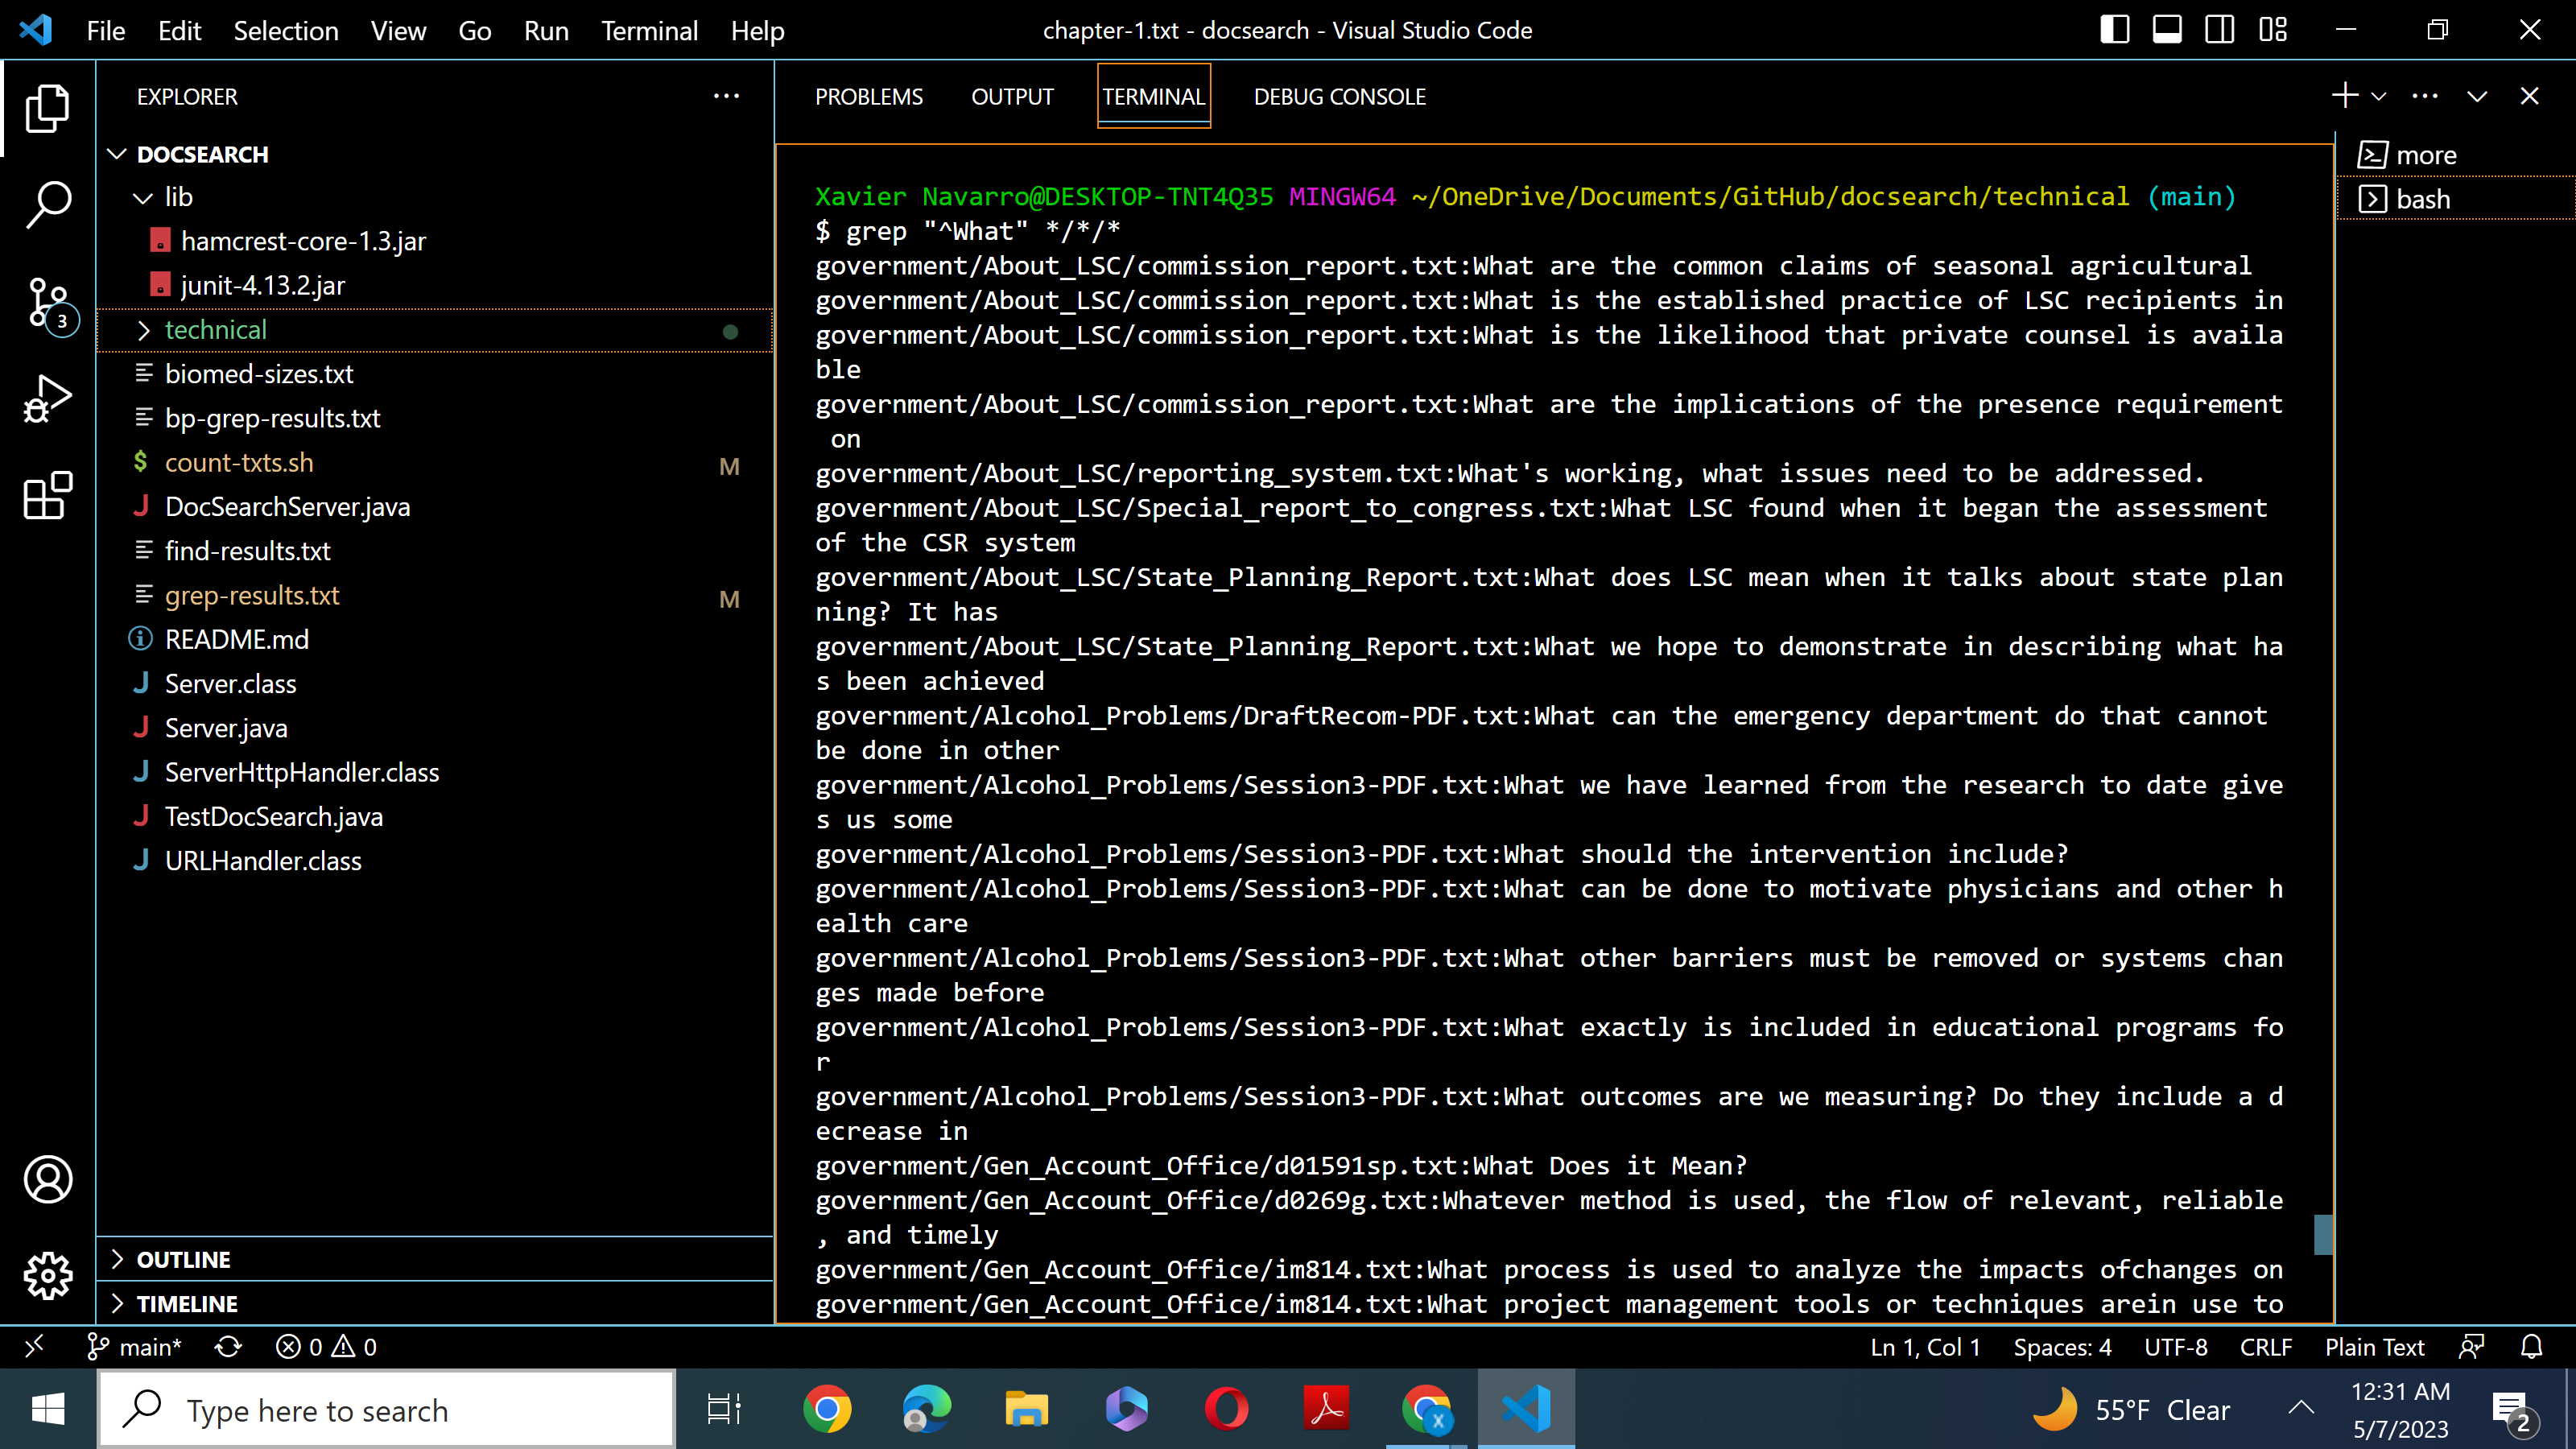 File Edit Selection View Go Run Terminal Help
chapter-1.txt - docsearch - Visual Studio Code
EXPLORER
DOCSEARCH
lib
hamcrest-core-1.3.jar
junit-4.13.2.jar
technical
biomed-sizes.txt
bp-grep-results.txt
count-txts.sh M
DocSearchServer.java
find-results.txt
grep-results.txt M
README.md
Server.class
Server.java
ServerHttpHandler.class
TestDocSearch.java
URLHandler.class
OUTLINE
TIMELINE
3
PROBLEMS OUTPUT TERMINAL DEBUG CONSOLE
Xavier Navarro@DESKTOP-TNT4Q35 MINGW64 ~/OneDrive/Documents/GitHub/docsearch/technical (main)
$ grep "^What" */*/*
government/About_LSC/commission_report.txt:What are the common claims of seasonal agricultural
government/About_LSC/commission_report.txt:What is the established practice of LSC recipients in
government/About_LSC/commission_report.txt:What is the likelihood that private counsel is availa
ble
government/About_LSC/commission_report.txt:What are the implications of the presence requirement
on
government/About_LSC/reporting_system.txt:What's working, what issues need to be addressed.
government/About_LSC/Special_report_to_congress.txt:What LSC found when it began the assessment
of the CSR system
government/About_LSC/State_Planning_Report.txt:What does LSC mean when it talks about state plan
ning? It has
government/About_LSC/State_Planning_Report.txt:What we hope to demonstrate in describing what ha
s been achieved
government/Alcohol_Problems/DraftRecom-PDF.txt:What can the emergency department do that cannot
be done in other
government/Alcohol_Problems/Session3-PDF.txt:What we have learned from the research to date give
s us some
government/Alcohol_Problems/Session3-PDF.txt:What should the intervention include?
government/Alcohol_Problems/Session3-PDF.txt:What can be done to motivate physicians and other h
ealth care
government/Alcohol_Problems/Session3-PDF.txt:What other barriers must be removed or systems chan
ges made before
government/Alcohol_Problems/Session3-PDF.txt:What exactly is included in educational programs fo
r
government/Alcohol_Problems/Session3-PDF.txt:What outcomes are we measuring? Do they include a d
ecrease in
government/Gen_Account_Office/d01591sp.txt:What Does it Mean?
government/Gen_Account_Office/d0269g.txt:Whatever method is used, the flow of relevant, reliable
, and timely
government/Gen_Account_Office/im814.txt:What process is used to analyze the impacts ofchanges on
government/Gen_Account_Office/im814.txt:What project management tools or techniques arein use to
more
bash
main* 0 0
Ln 1, Col 1 Spaces: 4 UTF-8 CRLF Plain Text
Type here to search
X
55°F Clear
12:31 AM
5/7/2023
2